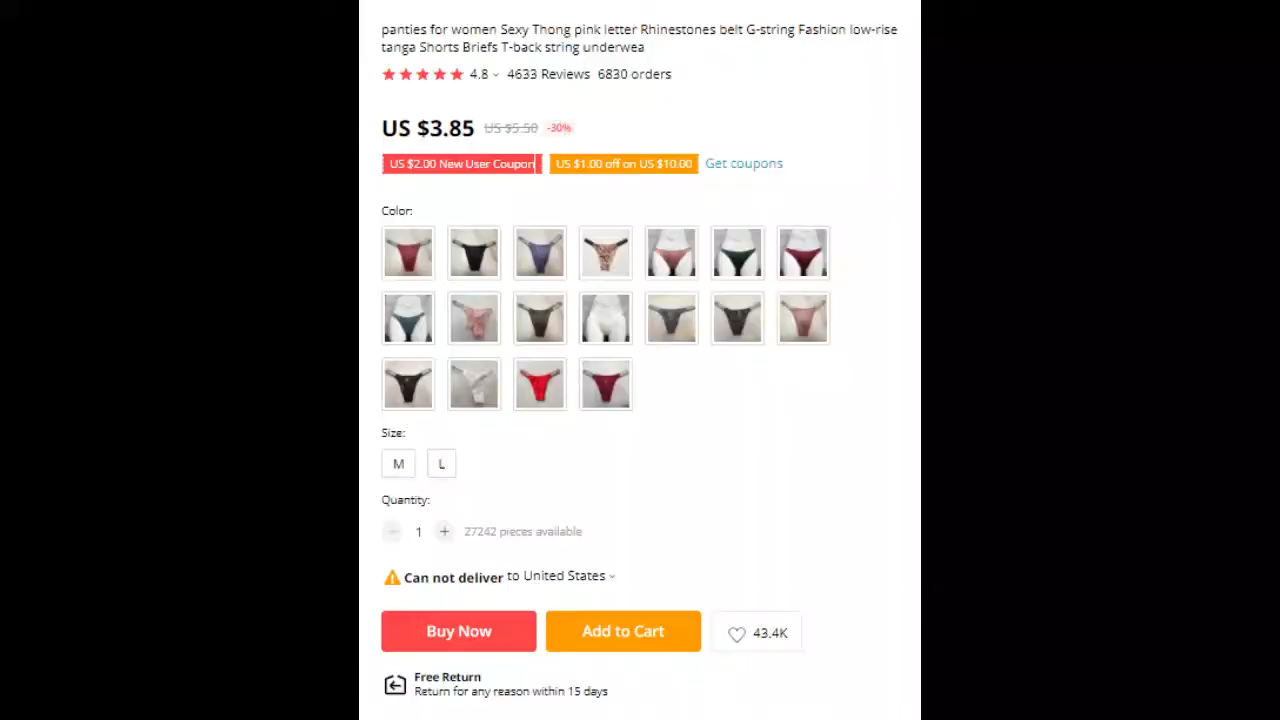 panties for women Sexy Thong pink letter Rhinestones belt G-string Fashion low-rise
tanga Shorts Briefs T-back string underwea
4.8 4633 Reviews 6830 orders
US $3.85 US $5.50 -30%
US $2.00 New User Coupon US $1.00 off on US $10.00 Get coupons
Color:
Size:
M L
Quantity:
1 27242 pieces available
Can not deliver to United States
Buy Now Add to Cart 43.4K
Free Return
Return for any reason within 15 days